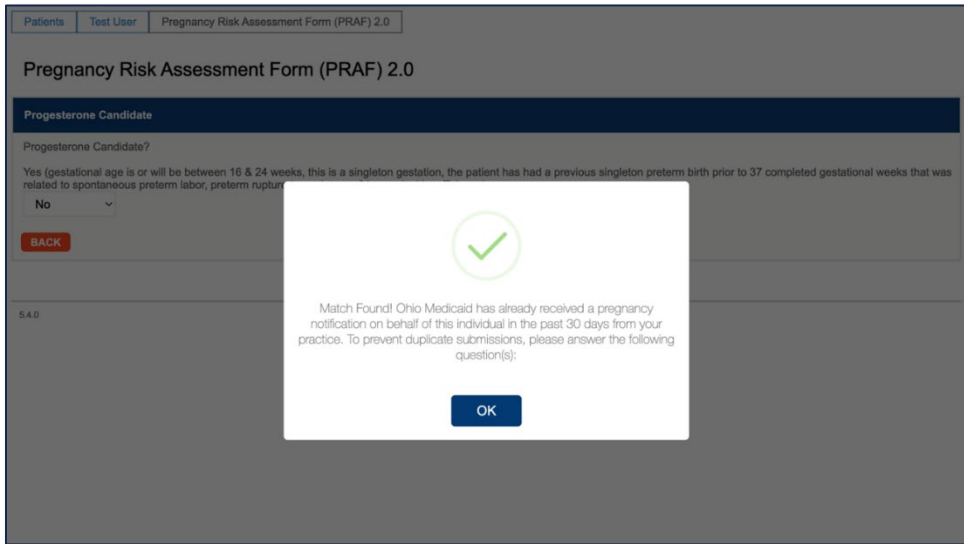 Patients Test User Pregnancy Risk Assessment Form (PRAF) 2.0
Pregnancy Risk Assessment Form (PRAF) 2.0
Progesterone Candidate
Progesterone Candidate?
Yes (gestational age is or will be between 16 & 24 weeks, this is a singleton gestation, the patient has had a previous singleton preterm birth prior to 37 completed gestational weeks that was
related to spontaneous preterm labor, preterm rupture
No
BACK
Match Found! Ohio Medicaid has already received a pregnancy
notification on behalf of this individual in the past 30 days from your
practice. To prevent duplicate submissions, please answer the following
question(s):
OK
5.4.0